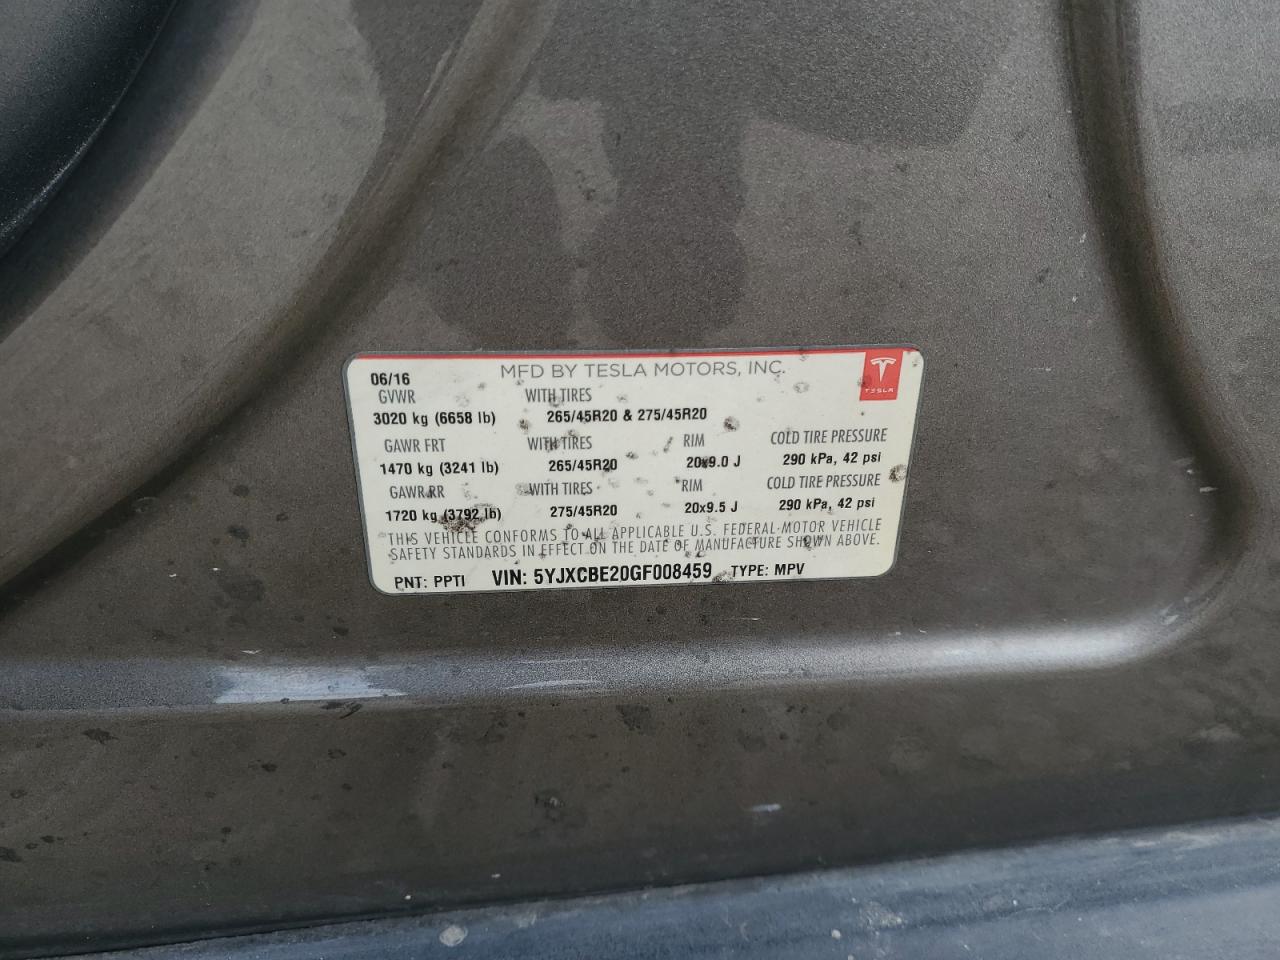 MFD BY TESLA MOTORS, INC.
TESLA
06/16
GVWR WITH TIRES
3020 kg (6658 lb) 265/45R20 & 275/45R20
GAWR FRT WITH TIRES RIM COLD TIRE PRESSURE
1470 kg (3241 lb) 265/45R20 20x9.0 J 290 kPa, 42 psi
GAWR RR WITH TIRES RIM COLD TIRE PRESSURE
1720 kg (3792 lb) 275/45R20 20x9.5 J 290 kPa, 42 psi
THIS VEHICLE CONFORMS TO ALL APPLICABLE U.S. FEDERAL MOTOR VEHICLE
SAFETY STANDARDS IN EFFECT ON THE DATE OF MANUFACTURE SHOWN ABOVE.
PNT: PPTI VIN: 5YJXCBE20GF008459 TYPE: MPV